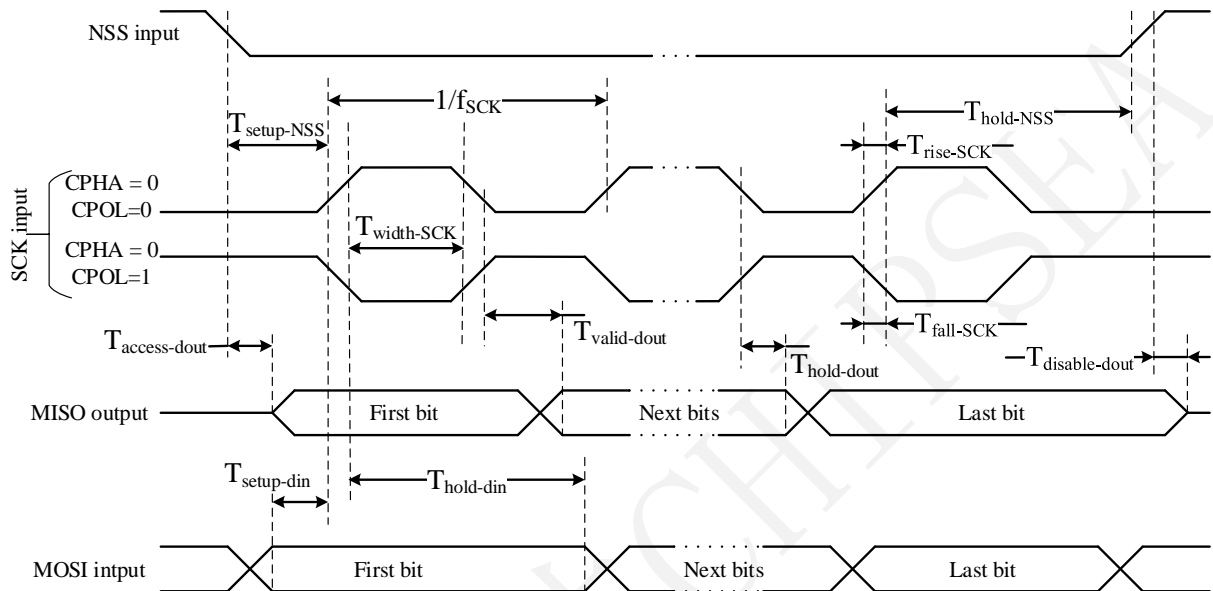 NSS input
1/fSCK
Tsetup-NSS
Thold-NSS
Trise-SCK
SCK input
CPHA = 0
CPOL=0
Twidth-SCK
CPHA = 0
CPOL=1
Taccess-dout
Tvalid-dout
Tfall-SCK
Thold-dout
Tdisable-dout
MISO output
First bit
Next bits
Last bit
Tsetup-din
Thold-din
MOSI intput
First bit
Next bits
Last bit
CHIPSEA